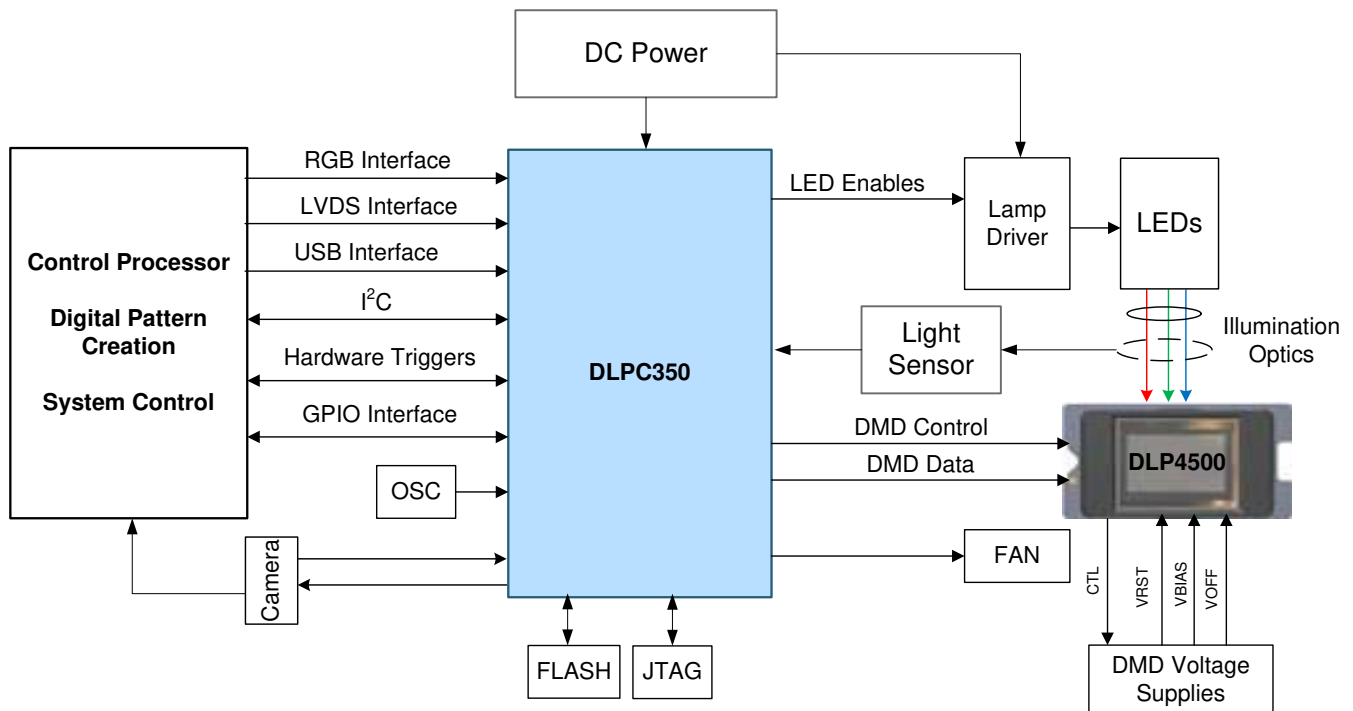 DC Power
RGB Interface
LVDS Interface
USB Interface
I²C
Hardware Triggers
GPIO Interface
Control Processor
Digital Pattern
Creation
System Control
OSC
Camera
DLPC350
FLASH
JTAG
LED Enables
Lamp
Driver
LEDs
Light
Sensor
Illumination
Optics
DMD Control
DMD Data
DLP4500
FAN
CTL
VRST
VBIAS
VOFF
DMD Voltage
Supplies